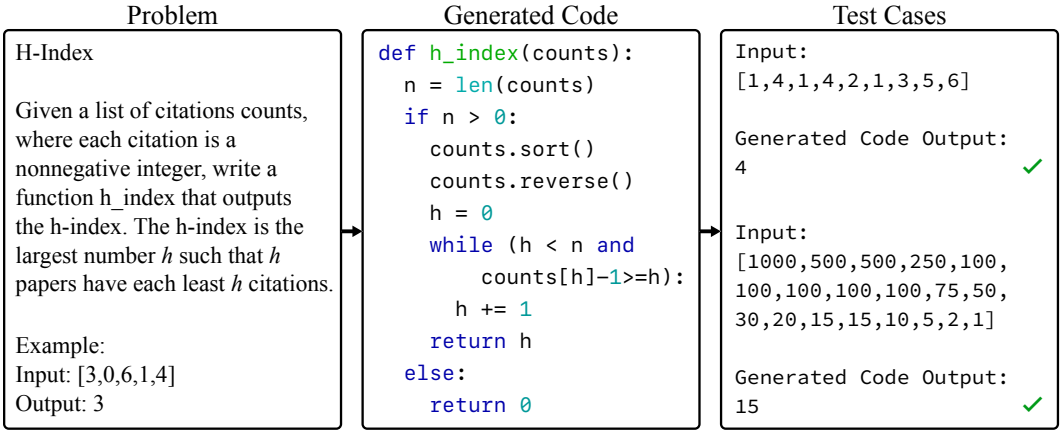 Problem
H-Index
Given a list of citations counts,
where each citation is a
nonnegative integer, write a
function h_index that outputs
the h-index. The h-index is the
largest number h such that h
papers have each least h citations.
Example:
Input: [3,0,6,1,4]
Output: 3
Generated Code
def h_index(counts):
  n = len(counts)
  if n > 0:
    counts.sort()
    counts.reverse()
    h = 0
    while (h < n and
        counts[h]-1>=h):
      h += 1
    return h
  else:
    return 0
Test Cases
Input:
[1,4,1,4,2,1,3,5,6]
Generated Code Output:
4
Input:
[1000,500,500,250,100,
100,100,100,100,75,50,
30,20,15,15,10,5,2,1]
Generated Code Output:
15